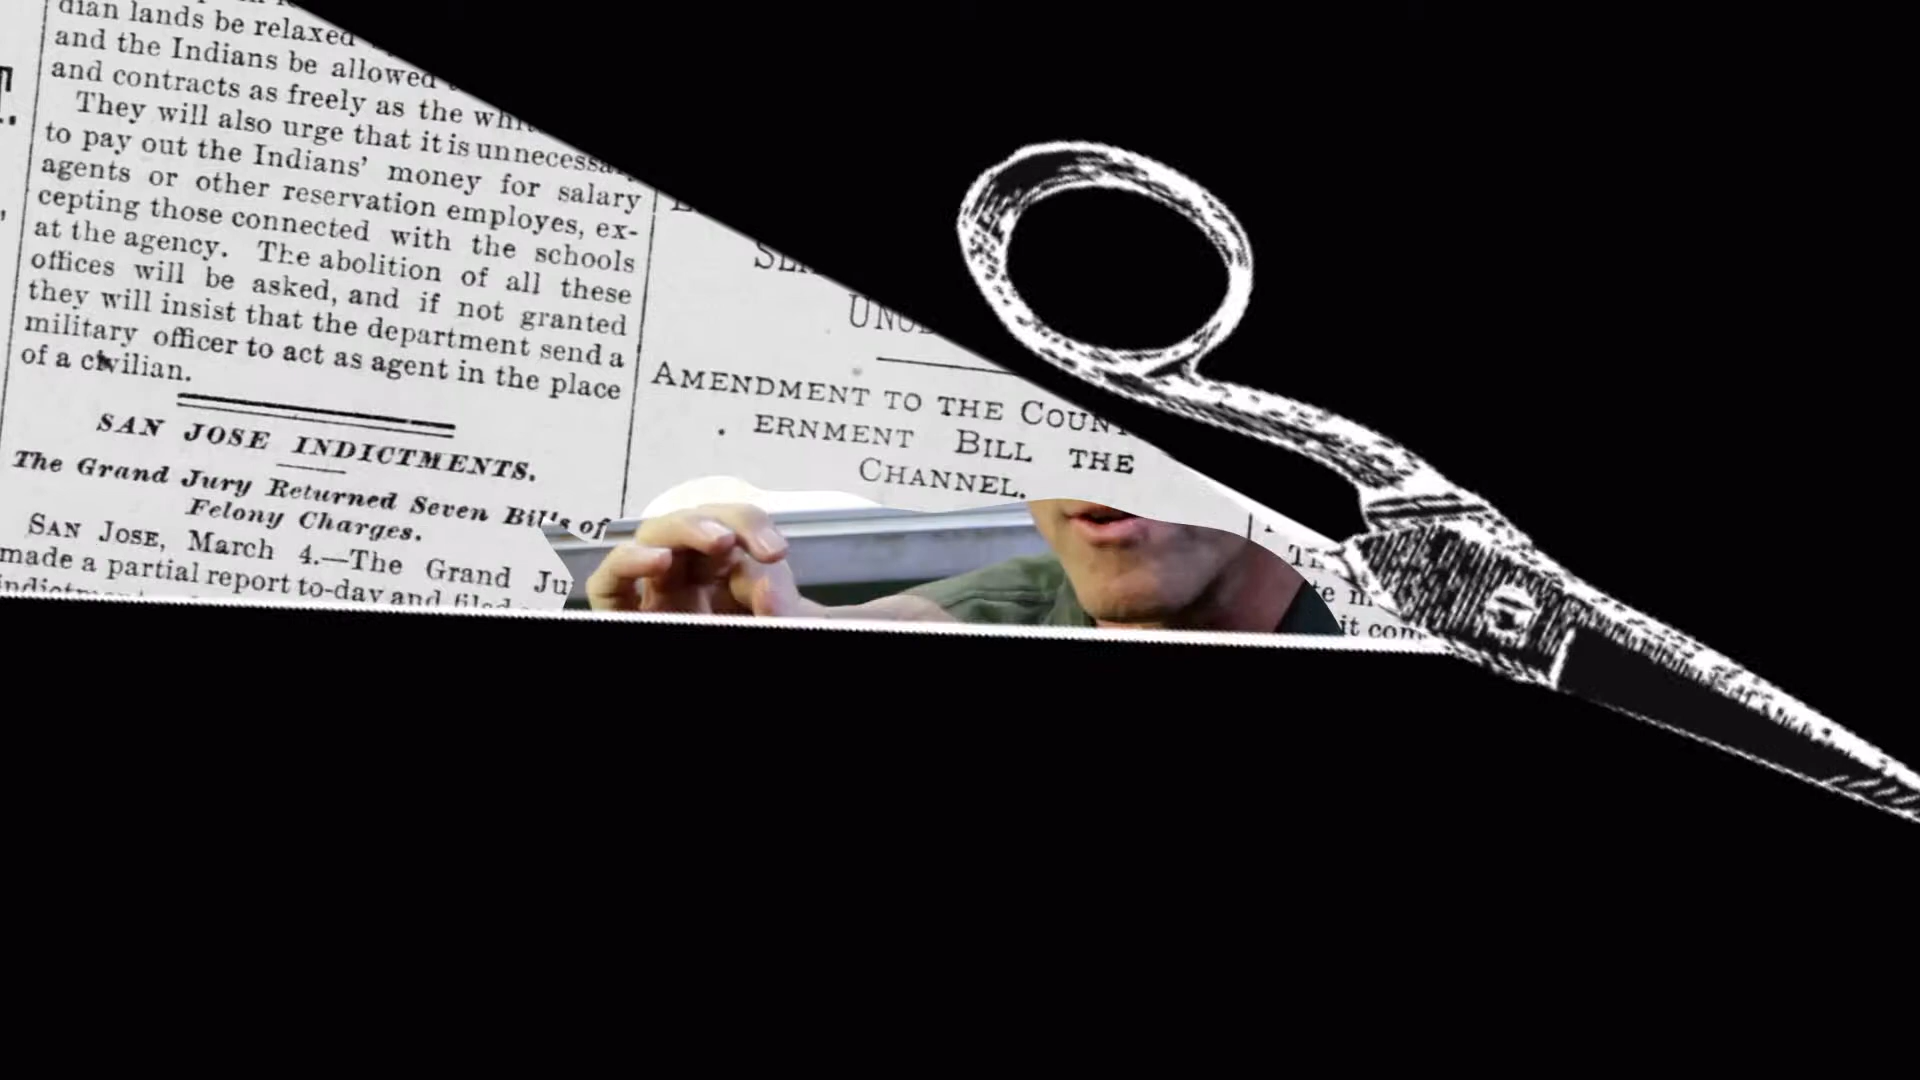 dian lands be relaxed
and the Indians be allowed
and contracts as freely as the
They will also urge that it is
to pay out the Indians' money for salary
agents or other reservation employes, ex-
cepting those connected with the schools
at the agency. The abolition of all these
offices will be asked, and if not granted
they will insist that the department send a
military officer to act as agent in the place
of a civilian.
SAN JOSE INDICTMENTS.
The Grand Jury Returned Seven Bills of
Felony Charges.
SAN JOSE, March 4.—The Grand Ju
made a partial report to-day and filed
AMENDMENT TO THE COUN
ERNMENT BILL THE
CHANNEL.
it com